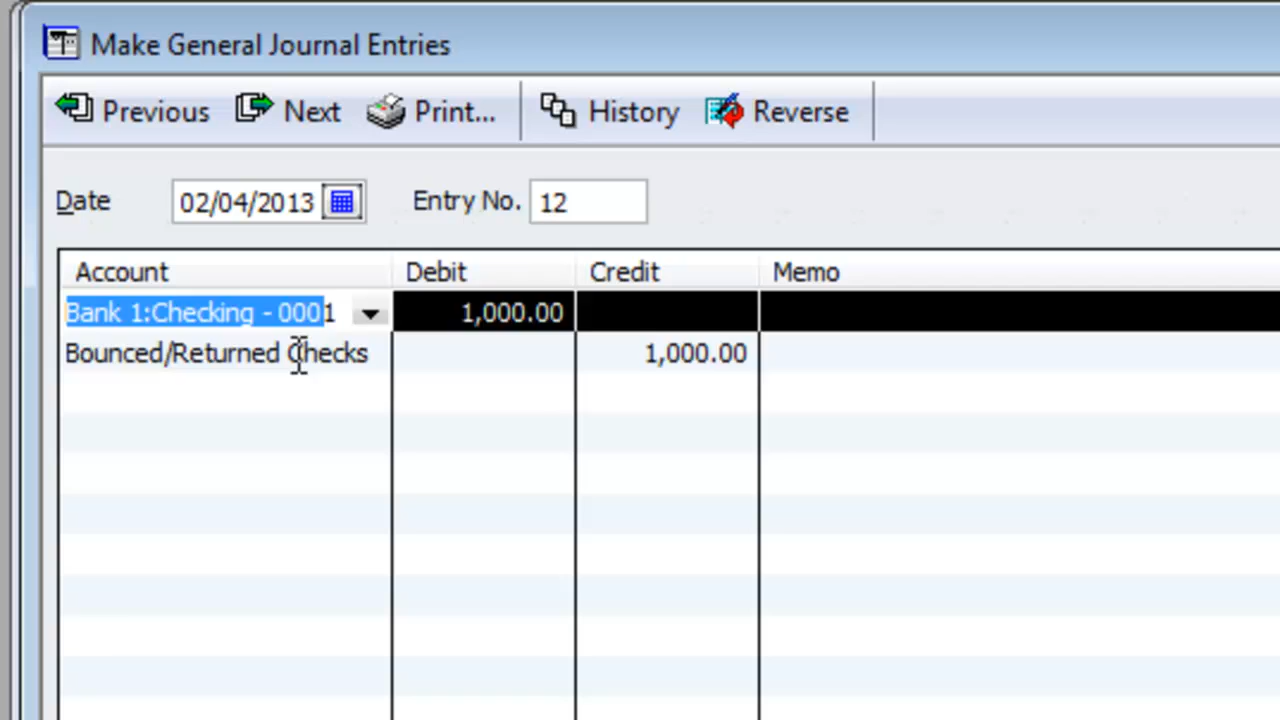 Make General Journal Entries
Previous Next Print... History Reverse
Date 02/04/2013 Entry No. 12
Account Debit Credit Memo
Bank 1:Checking - 0001 1,000.00
Bounced/Returned Checks 1,000.00